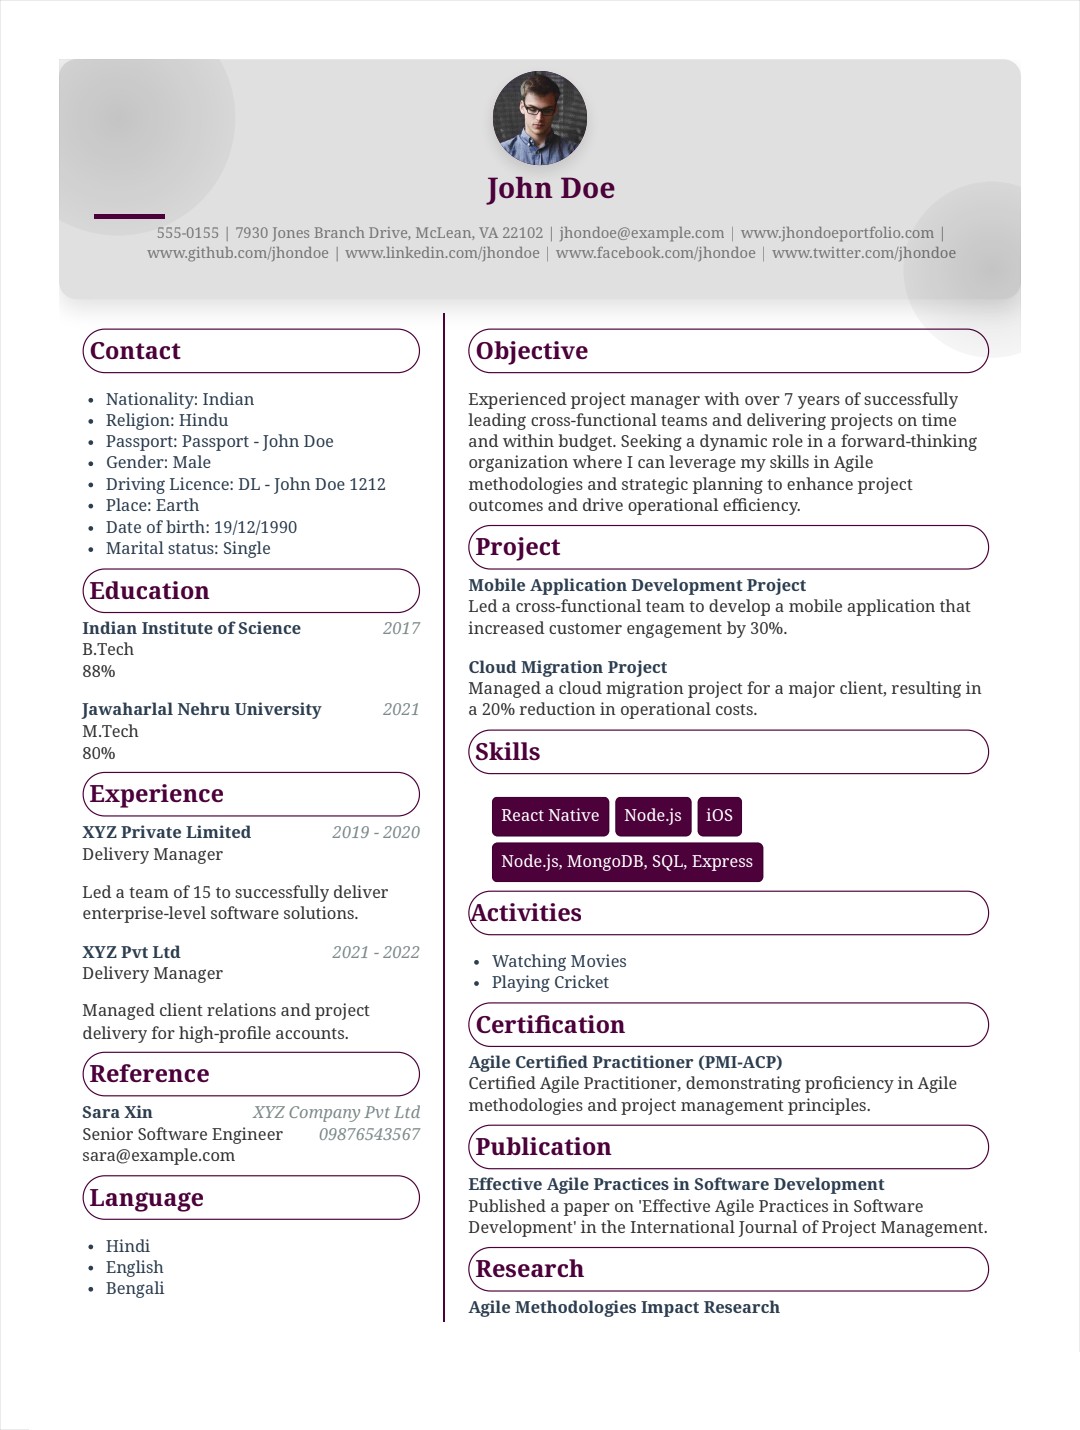 John Doe
555-0155 | 7930 Jones Branch Drive, McLean, VA 22102 | jhondoe@example.com | www.jhondoeportfolio.com |
www.github.com/jhondoe | www.linkedin.com/jhondoe | www.facebook.com/jhondoe | www.twitter.com/jhondoe
Contact
• Nationality: Indian
• Religion: Hindu
• Passport: Passport - John Doe
• Gender: Male
• Driving Licence: DL - John Doe 1212
• Place: Earth
• Date of birth: 19/12/1990
• Marital status: Single
Education
Indian Institute of Science 2017
B.Tech
88%
Jawaharlal Nehru University 2021
M.Tech
80%
Experience
XYZ Private Limited 2019 - 2020
Delivery Manager
Led a team of 15 to successfully deliver
enterprise-level software solutions.
XYZ Pvt Ltd 2021 - 2022
Delivery Manager
Managed client relations and project
delivery for high-profile accounts.
Reference
Sara Xin XYZ Company Pvt Ltd
Senior Software Engineer 09876543567
sara@example.com
Language
• Hindi
• English
• Bengali
Objective
Experienced project manager with over 7 years of successfully
leading cross-functional teams and delivering projects on time
and within budget. Seeking a dynamic role in a forward-thinking
organization where I can leverage my skills in Agile
methodologies and strategic planning to enhance project
outcomes and drive operational efficiency.
Project
Mobile Application Development Project
Led a cross-functional team to develop a mobile application that
increased customer engagement by 30%.
Cloud Migration Project
Managed a cloud migration project for a major client, resulting in
a 20% reduction in operational costs.
Skills
React Native Node.js iOS
Node.js, MongoDB, SQL, Express
Activities
• Watching Movies
• Playing Cricket
Certification
Agile Certified Practitioner (PMI-ACP)
Certified Agile Practitioner, demonstrating proficiency in Agile
methodologies and project management principles.
Publication
Effective Agile Practices in Software Development
Published a paper on 'Effective Agile Practices in Software
Development' in the International Journal of Project Management.
Research
Agile Methodologies Impact Research